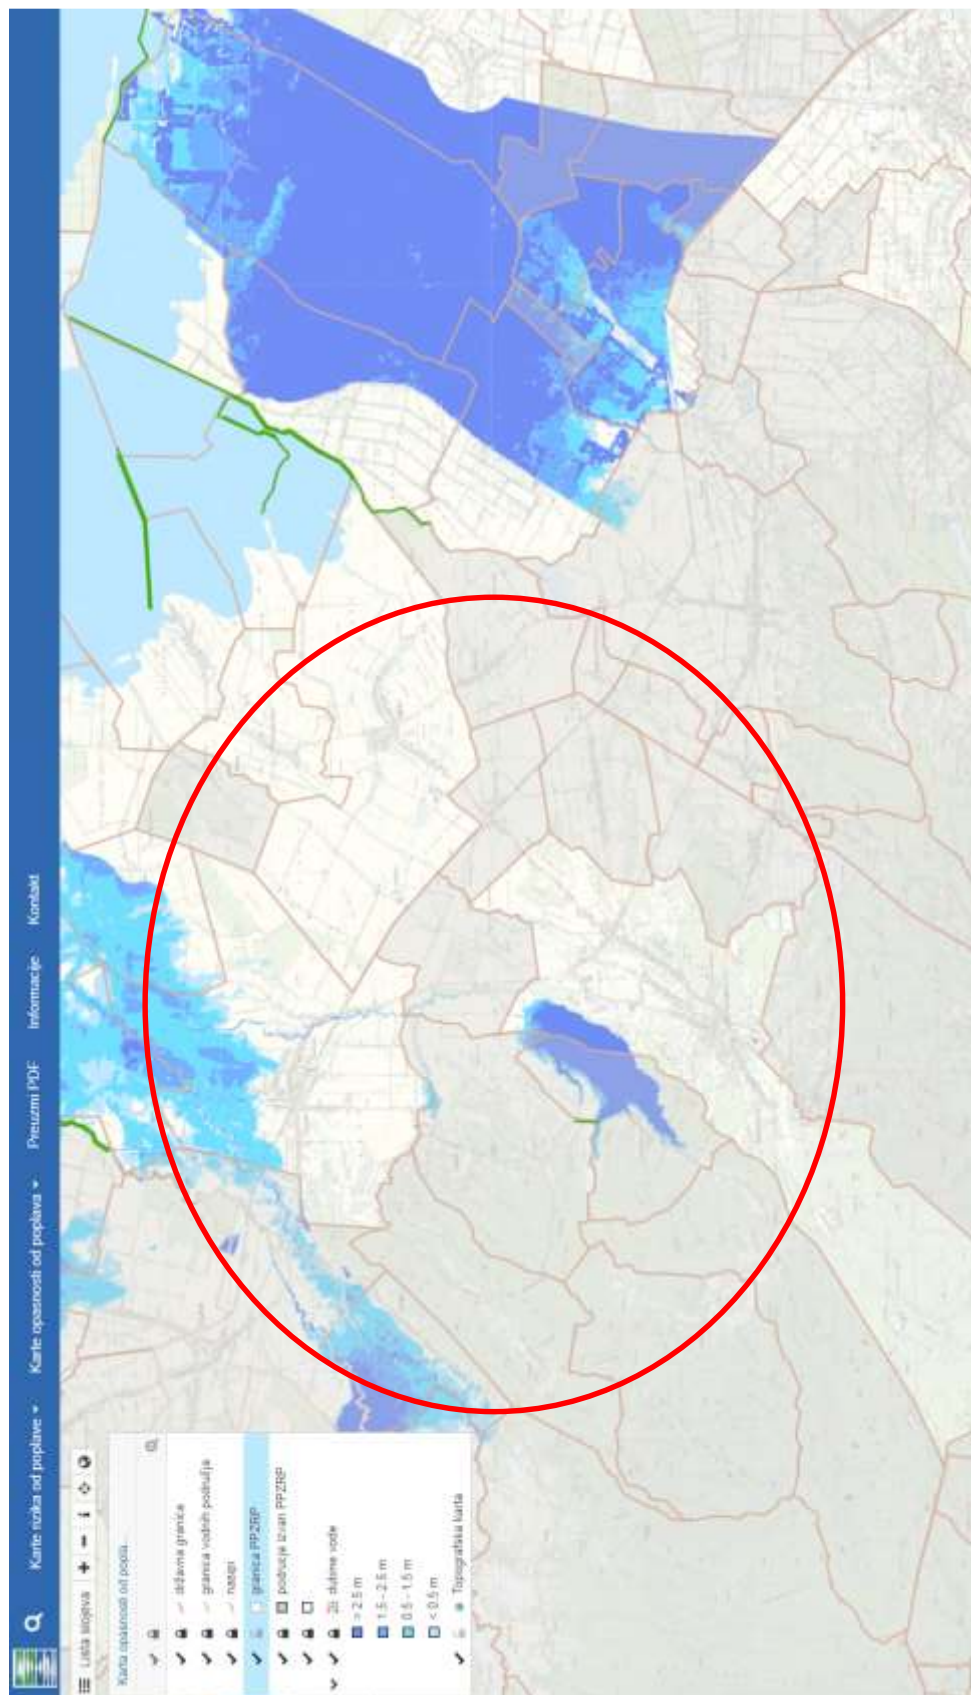 Karte rizika od poplave
Karte opasnosti od poplava
Preuzmi PDF
Informacije
Kontakt
Lista slojeva
Karta opasnosti od popla...
državna granica
granica vodnih područja
nasipi
granica PPZRP
područje izvan PPZRP
dubine vode
> 2.5 m
1.5 - 2.5 m
0.5 - 1.5 m
< 0.5 m
Topografska karta